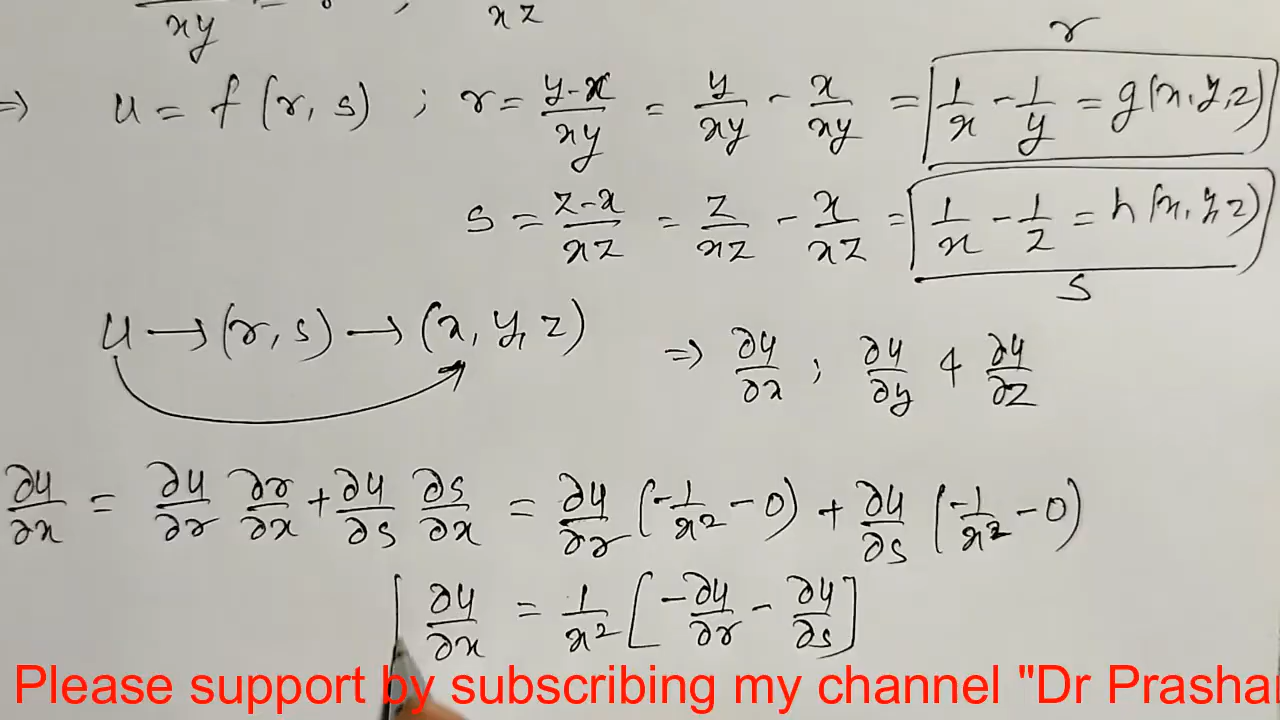 xy xz
r
⇒ u = f(r, s) ; r = y-x/xy = y/xy - x/xy = 1/x - 1/y = g(x, y, z)
s = z-x/xz = z/xz - x/xz = 1/x - 1/z = h(x, y, z)
s
u → (r, s) → (x, y, z) ⇒ ∂u/∂x ; ∂u/∂y & ∂u/∂z
∂u/∂x = ∂u/∂r ∂r/∂x + ∂u/∂s ∂s/∂x = ∂u/∂r (-1/x² - 0) + ∂u/∂s (-1/x² - 0)
∂u/∂x = 1/x² [-∂u/∂r - ∂u/∂s]
Please support by subscribing my channel "Dr Prashan